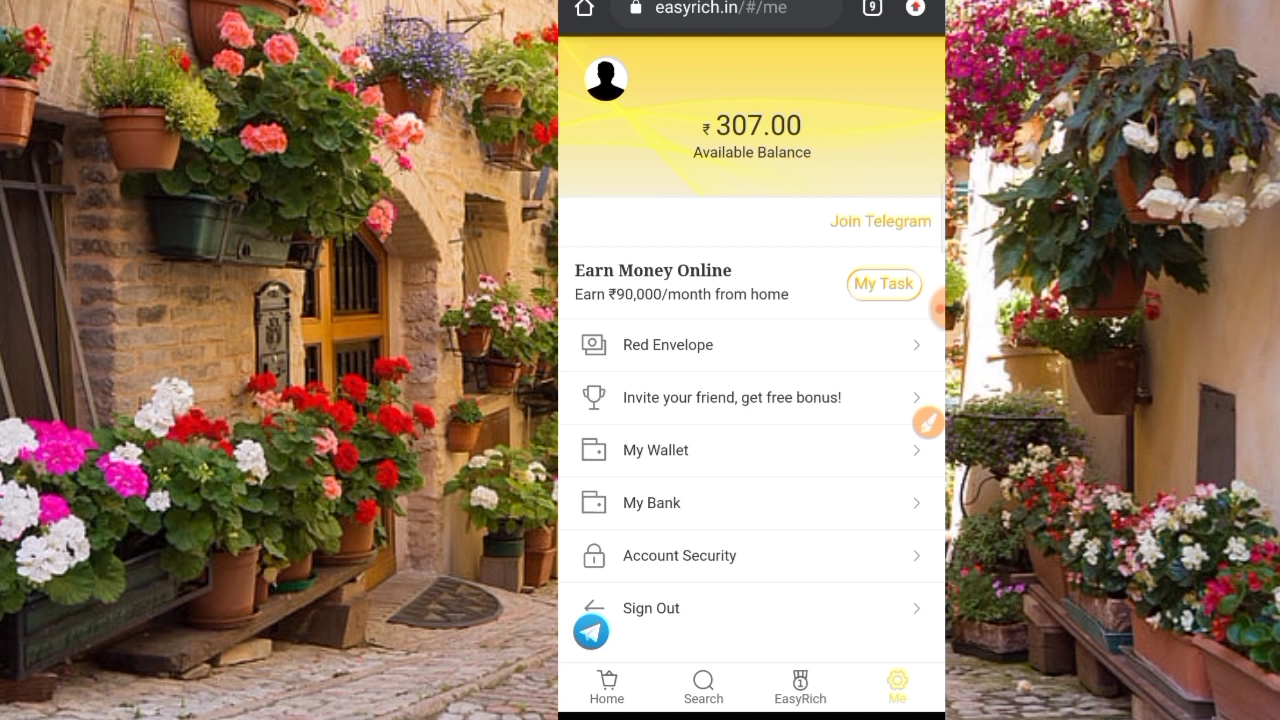 easyrich.in/#/me
9
₹ 307.00
Available Balance
Join Telegram
Earn Money Online
Earn ₹90,000/month from home
My Task
Red Envelope
Invite your friend, get free bonus!
My Wallet
My Bank
Account Security
Sign Out
1
Home
Search
EasyRich
Me